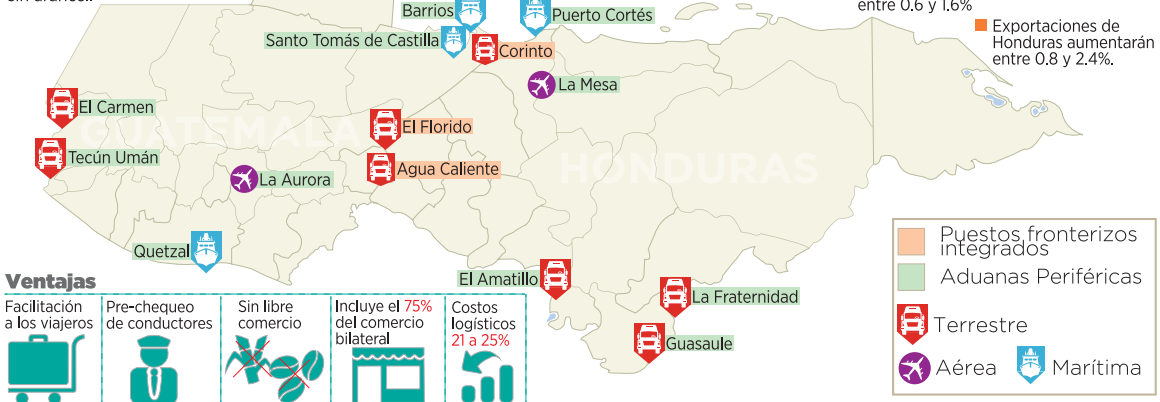 Barrios
Puerto Cortés
entre 0.6 y 1.6%
Exportaciones de
Honduras aumentarán
entre 0.8 y 2.4%.
Santo Tomás de Castilla
Corinto
La Mesa
El Carmen
GUATEMALA
El Florido
Tecún Umán
Agua Caliente
HONDURAS
La Aurora
Quetzal
El Amatillo
La Fraternidad
Guasaule
Puestos fronterizos
integrados
Aduanas Periféricas
Terrestre
Aérea
Marítima
Ventajas
Facilitación
a los viajeros
Pre-chequeo
de conductores
Sin libre
comercio
Incluye el 75%
del comercio
bilateral
Costos
logísticos
21 a 25%